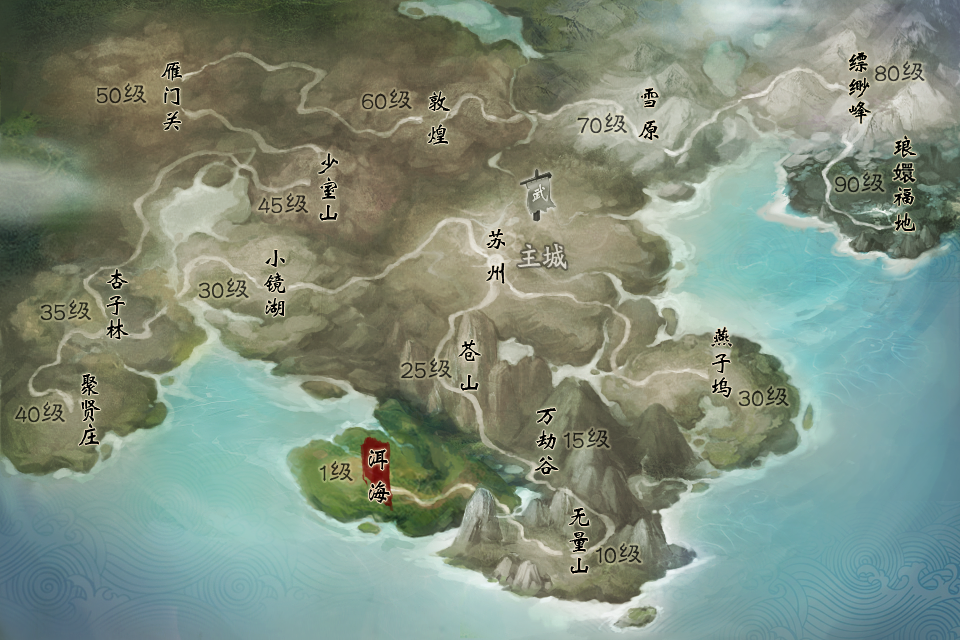 雁门关
50级
60级
敦煌
70级
雪原
缥缈峰
80级
琅嬛福地
90级
少室山
45级
武
苏州
主城
小镜湖
30级
杏子林
35级
聚贤庄
40级
苍山
25级
燕子坞
30级
万劫谷
15级
洱海
1级
无量山
10级